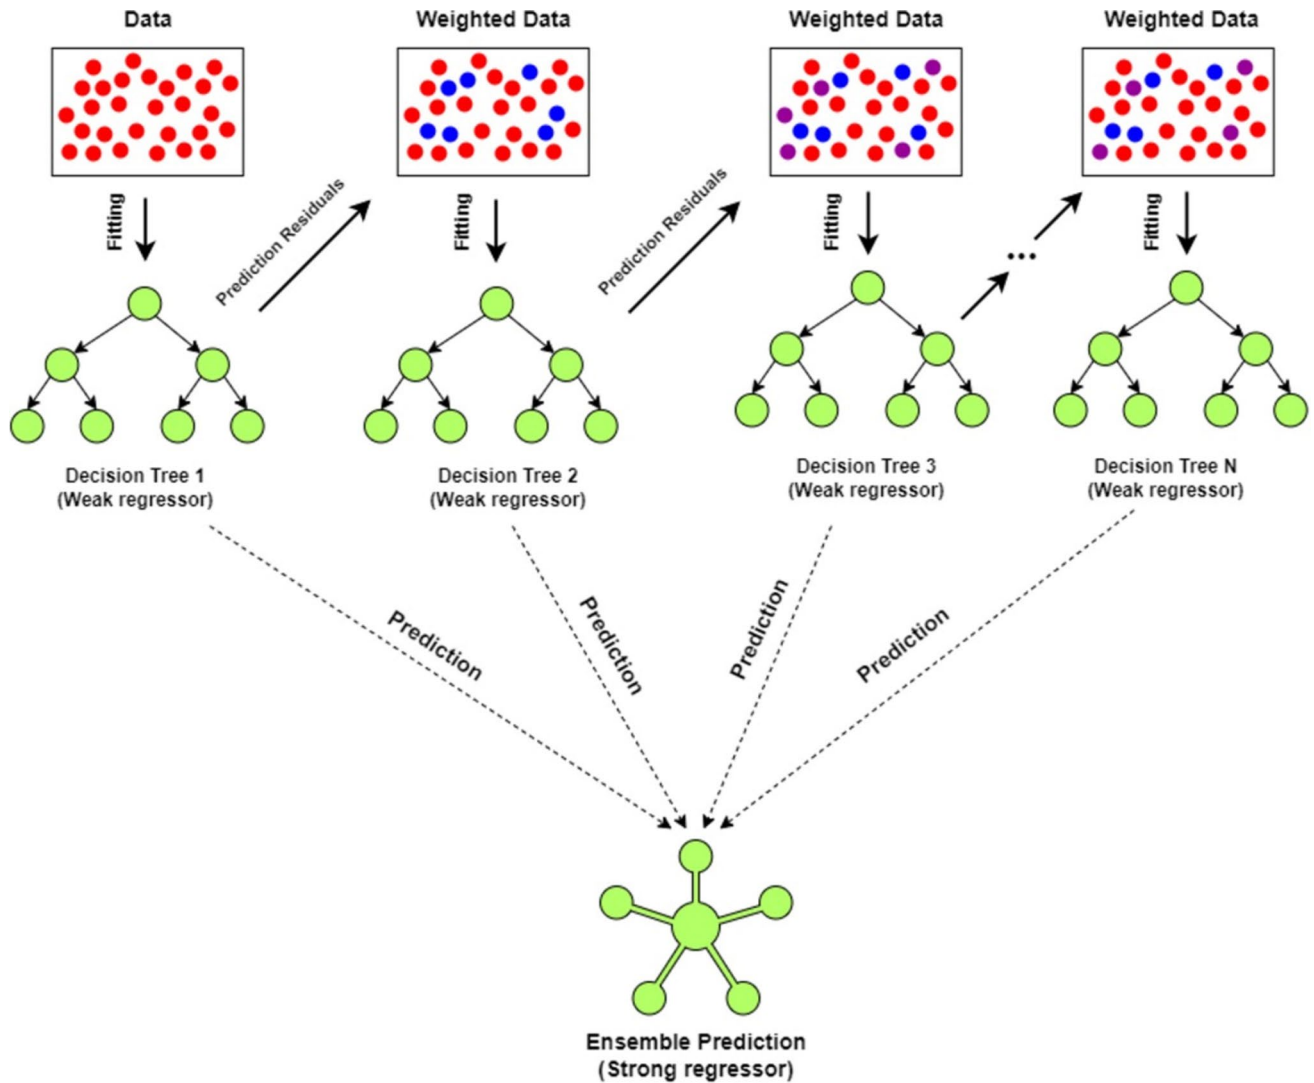 Data
Weighted Data
Weighted Data
Weighted Data
Fitting
Prediction Residuals
Fitting
Prediction Residuals
Fitting
...
Fitting
Decision Tree 1
(Weak regressor)
Decision Tree 2
(Weak regressor)
Decision Tree 3
(Weak regressor)
Decision Tree N
(Weak regressor)
Prediction
Prediction
Prediction
Prediction
Ensemble Prediction
(Strong regressor)